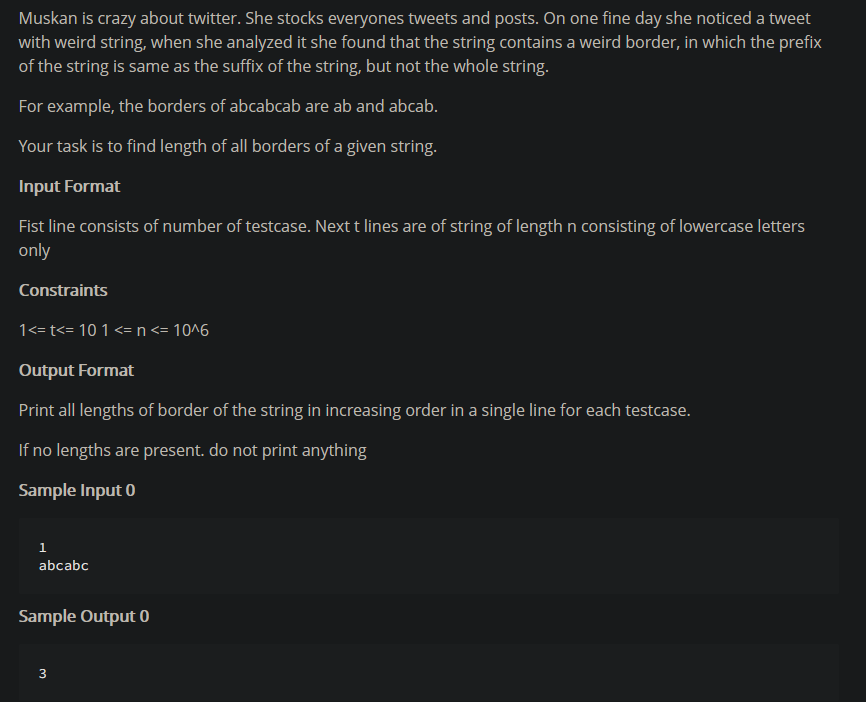 Muskan is crazy about twitter. She stocks everyones tweets and posts. On one fine day she noticed a tweet
with weird string, when she analyzed it she found that the string contains a weird border, in which the prefix
of the string is same as the suffix of the string, but not the whole string.
For example, the borders of abcabcab are ab and abcab.
Your task is to find length of all borders of a given string.
Input Format
Fist line consists of number of testcase. Next t lines are of string of length n consisting of lowercase letters
only
Constraints
1<= t<= 10 1 <= n <= 10^6
Output Format
Print all lengths of border of the string in increasing order in a single line for each testcase.
If no lengths are present. do not print anything
Sample Input 0
1
abcabc
Sample Output 0
3